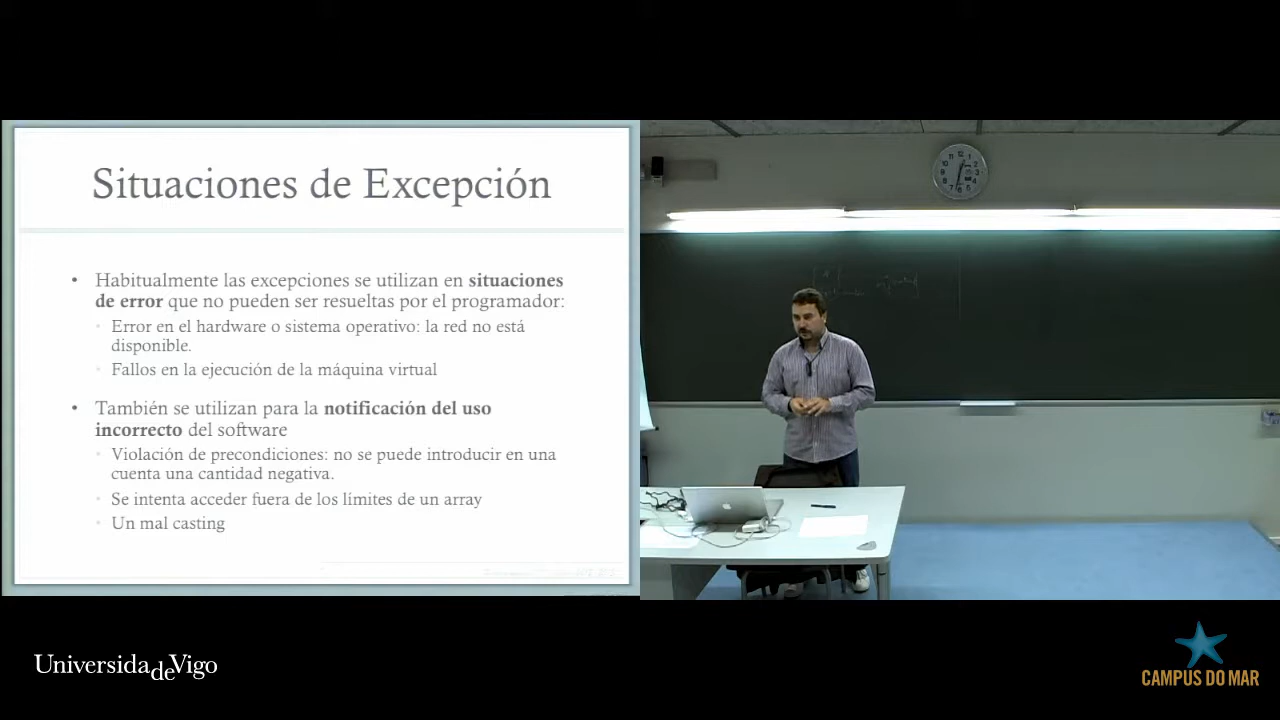 Situaciones de Excepción
• Habitualmente las excepciones se utilizan en situaciones
de error que no pueden ser resueltas por el programador:
• Error en el hardware o sistema operativo: la red no está
disponible.
• Fallos en la ejecución de la máquina virtual
• También se utilizan para la notificación del uso
incorrecto del software
• Violación de precondiciones: no se puede introducir en una
cuenta una cantidad negativa.
• Se intenta acceder fuera de los límites de un array
• Un mal casting
Universidade de Vigo
CAMPUS DO MAR